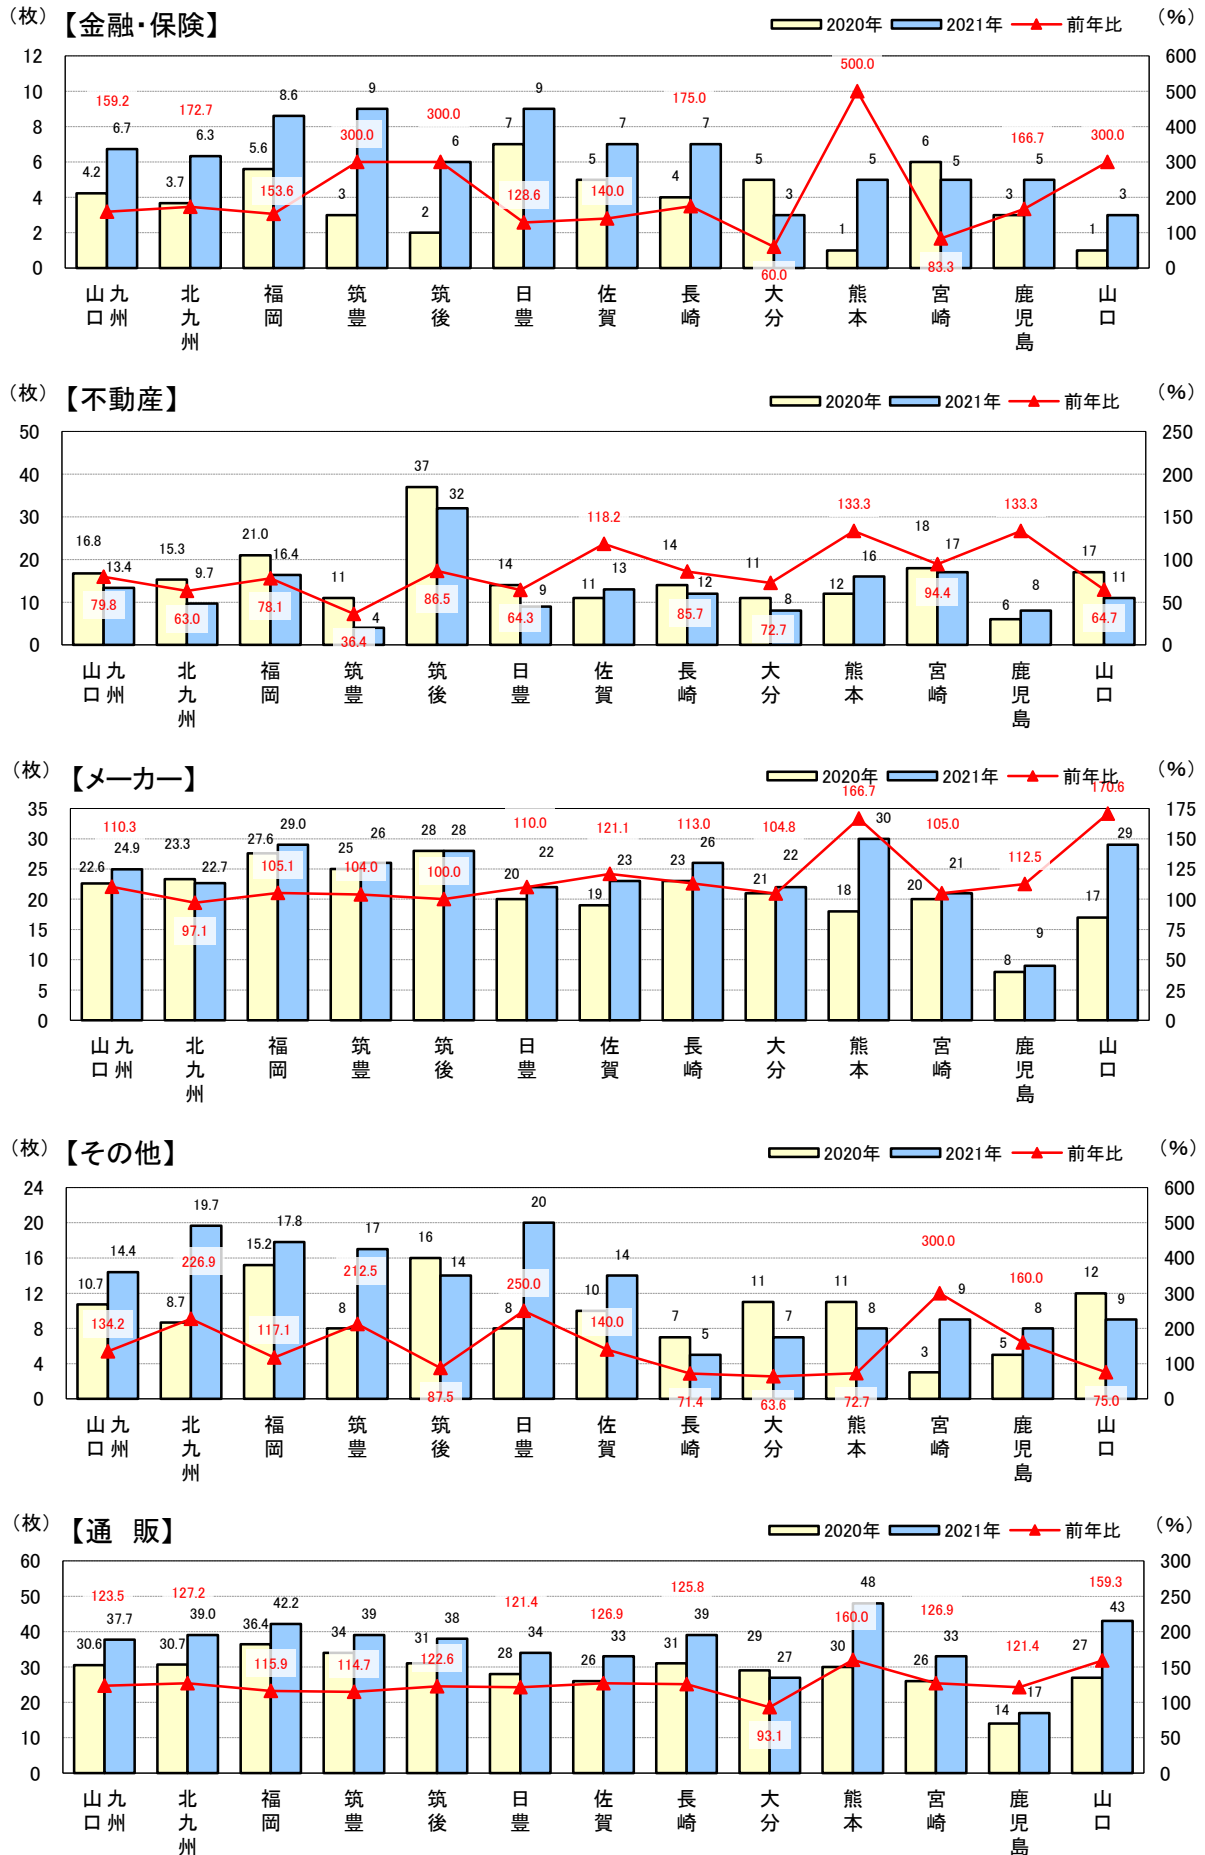 （枚） 【金融・保険】 2020年 2021年 前年比 （%）
12 600
10 500
8 400
6 300
4 200
2 100
0 0
159.2 172.7 153.6 300.0 300.0 128.6 140.0 175.0 60.0 500.0 83.3 166.7 300.0
4.2 3.7 5.6 3 2 7 5 4 5 1 6 3 1
6.7 6.3 8.6 9 6 9 7 7 3 5 5 5 3
九州山口 北九州 福岡 筑豊 筑後 日豊 佐賀 長崎 大分 熊本 宮崎 鹿児島 山口
（枚） 【不動産】 2020年 2021年 前年比 （%）
50 250
40 200
30 150
20 100
10 50
0 0
79.8 63.0 78.1 36.4 86.5 64.3 118.2 85.7 72.7 133.3 94.4 133.3 64.7
16.8 15.3 21.0 11 37 14 11 14 11 12 18 6 17
13.4 9.7 16.4 4 32 9 13 12 8 16 17 8 11
九州山口 北九州 福岡 筑豊 筑後 日豊 佐賀 長崎 大分 熊本 宮崎 鹿児島 山口
（枚） 【メーカー】 2020年 2021年 前年比 （%）
35 175
30 150
25 125
20 100
15 75
10 50
5 25
0 0
110.3 97.1 105.1 104.0 100.0 110.0 121.1 113.0 104.8 166.7 105.0 112.5 170.6
22.6 23.3 27.6 25 28 20 19 23 21 18 20 8 17
24.9 22.7 29.0 26 28 22 23 26 22 30 21 9 29
九州山口 北九州 福岡 筑豊 筑後 日豊 佐賀 長崎 大分 熊本 宮崎 鹿児島 山口
（枚） 【その他】 2020年 2021年 前年比 （%）
24 600
20 500
16 400
12 300
8 200
4 100
0 0
134.2 226.9 117.1 212.5 87.5 250.0 140.0 71.4 63.6 72.7 300.0 160.0 75.0
10.7 8.7 15.2 8 16 8 10 7 11 11 3 5 12
14.4 19.7 17.8 17 14 20 14 5 7 8 9 8 9
九州山口 北九州 福岡 筑豊 筑後 日豊 佐賀 長崎 大分 熊本 宮崎 鹿児島 山口
（枚） 【通　販】 2020年 2021年 前年比 （%）
60 300
50 250
40 200
30 150
20 100
10 50
0 0
123.5 127.2 115.9 114.7 122.6 121.4 126.9 125.8 93.1 160.0 126.9 121.4 159.3
30.6 30.7 36.4 34 31 28 26 31 29 30 26 14 27
37.7 39.0 42.2 39 38 34 33 39 27 48 33 17 43
九州山口 北九州 福岡 筑豊 筑後 日豊 佐賀 長崎 大分 熊本 宮崎 鹿児島 山口